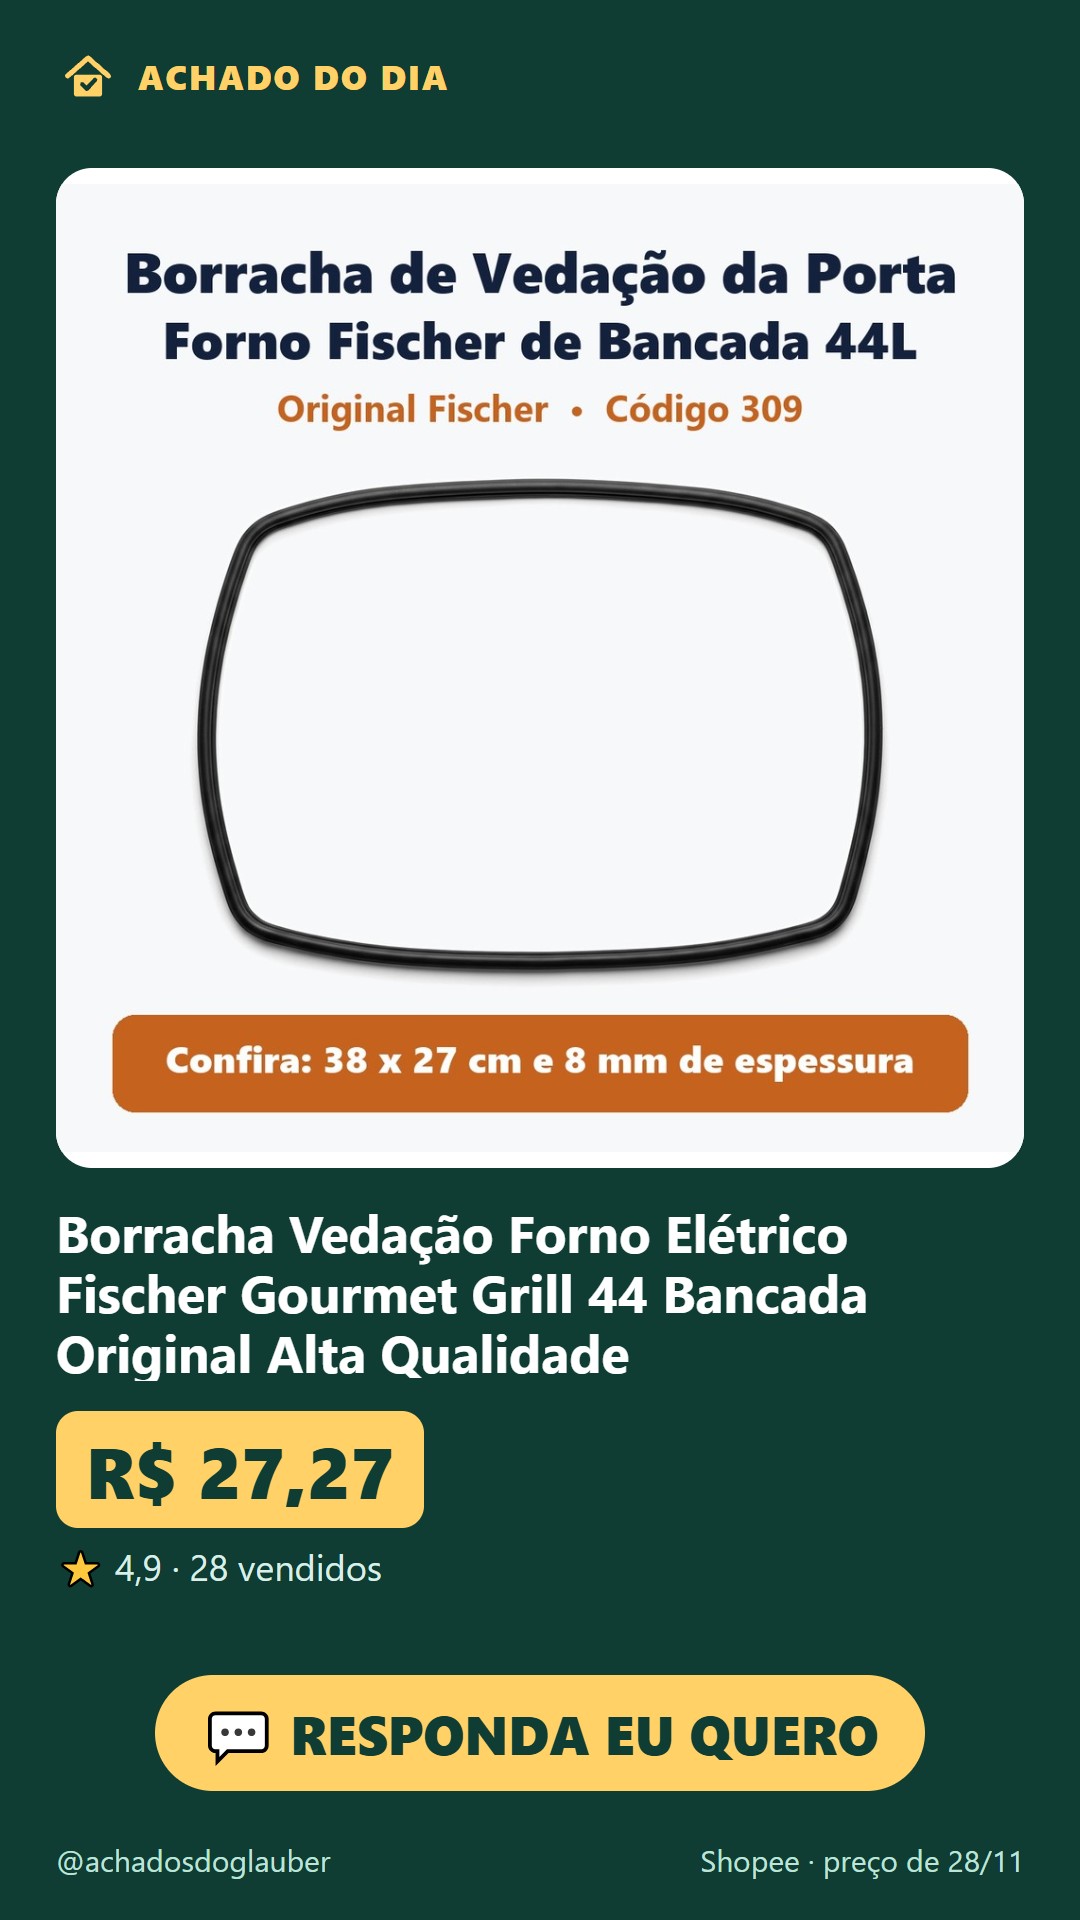 ACHADO DO DIA
Borracha de Vedação da Porta
Forno Fischer de Bancada 44L
Original Fischer • Código 309
Confira: 38 x 27 cm e 8 mm de espessura
Borracha Vedação Forno Elétrico
Fischer Gourmet Grill 44 Bancada
Original Alta Qualidade
R$ 27,27
4,9 · 28 vendidos
RESPONDA EU QUERO
@achadosdoglauber
Shopee · preço de 28/11